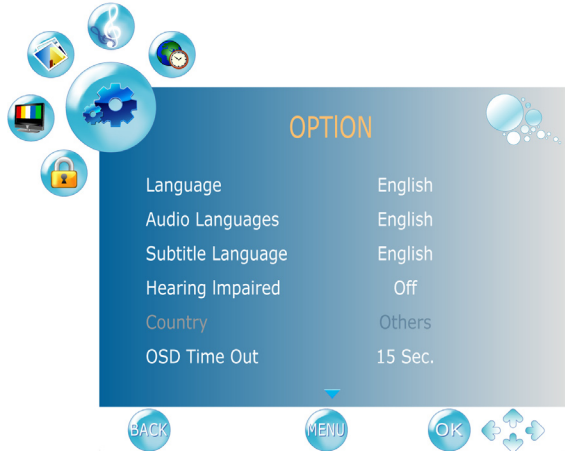 OPTION
Language English
Audio Languages English
Subtitle Language English
Hearing Impaired Off
Country Others
OSD Time Out 15 Sec.
BACK MENU OK